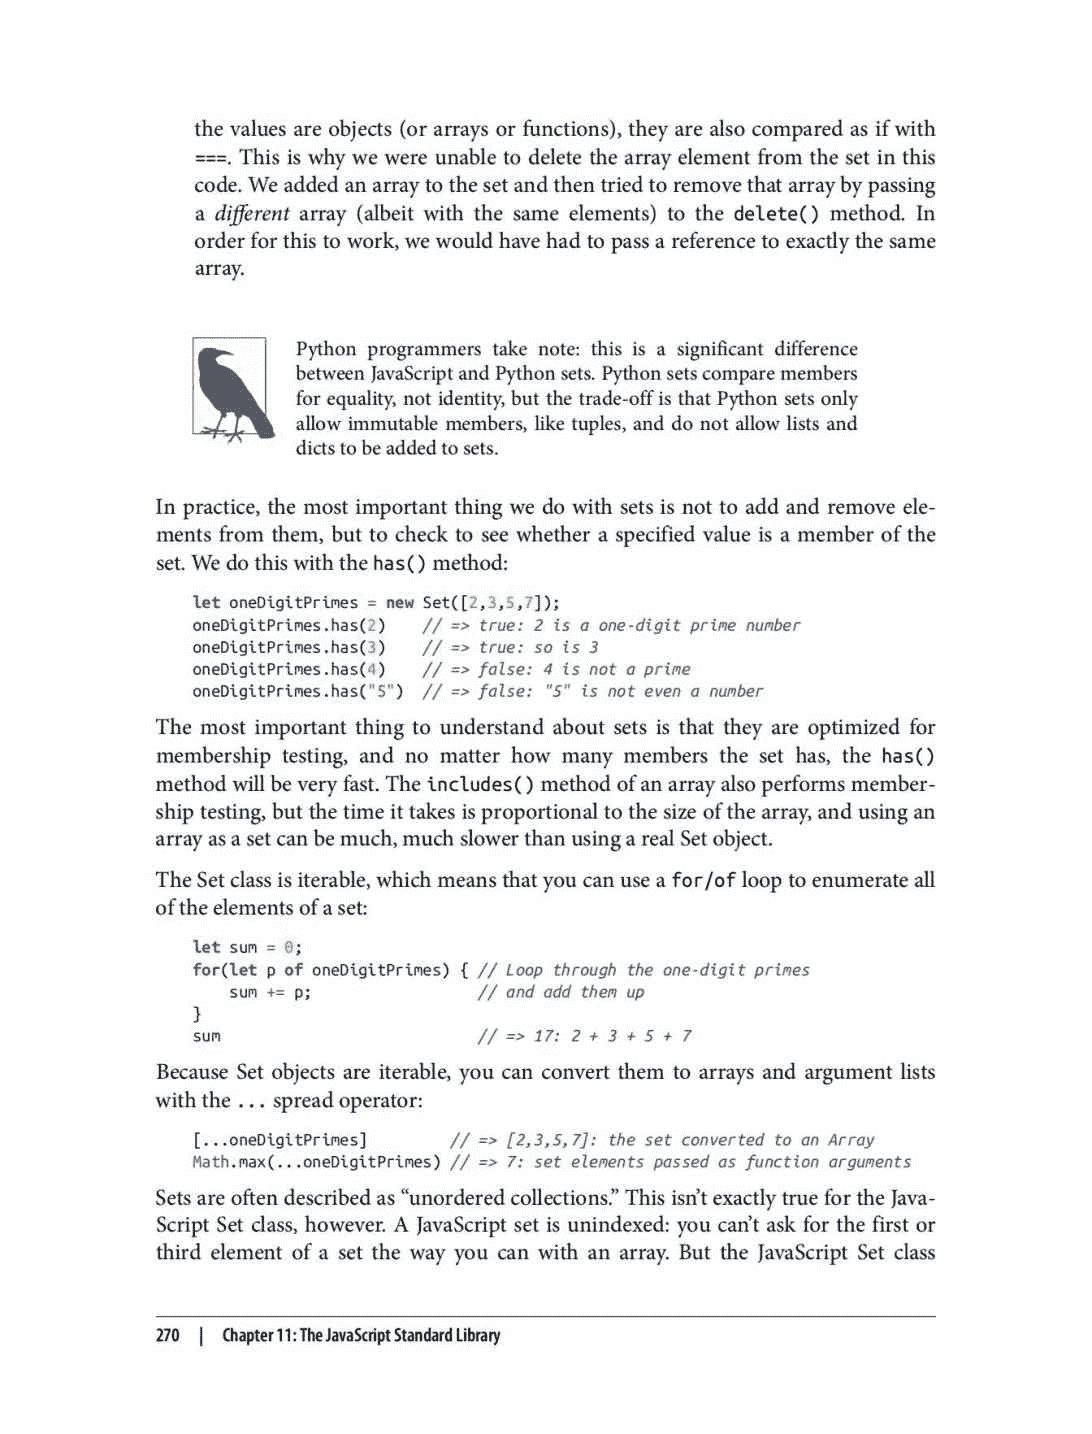 the values are objects (or arrays or functions), they are also compared as if with
===. This is why we were unable to delete the array element from the set in this
code. We added an array to the set and then tried to remove that array by passing
a different array (albeit with the same elements) to the delete() method. In
order for this to work, we would have had to pass a reference to exactly the same
array.
Python programmers take note: this is a significant difference
between JavaScript and Python sets. Python sets compare members
for equality, not identity, but the trade-off is that Python sets only
allow immutable members, like tuples, and do not allow lists and
dicts to be added to sets.
In practice, the most important thing we do with sets is not to add and remove ele-
ments from them, but to check to see whether a specified value is a member of the
set. We do this with the has() method:
let oneDigitPrimes = new Set([2,3,5,7]);
oneDigitPrimes.has(2)    // => true: 2 is a one-digit prime number
oneDigitPrimes.has(3)    // => true: so is 3
oneDigitPrimes.has(4)    // => false: 4 is not a prime
oneDigitPrimes.has("5")  // => false: "5" is not even a number
The most important thing to understand about sets is that they are optimized for
membership testing, and no matter how many members the set has, the has()
method will be very fast. The includes() method of an array also performs member-
ship testing, but the time it takes is proportional to the size of the array, and using an
array as a set can be much, much slower than using a real Set object.
The Set class is iterable, which means that you can use a for/of loop to enumerate all
of the elements of a set:
let sum = 0;
for(let p of oneDigitPrimes) { // Loop through the one-digit primes
    sum += p;                  // and add them up
}
sum                            // => 17: 2 + 3 + 5 + 7
Because Set objects are iterable, you can convert them to arrays and argument lists
with the ... spread operator:
[...oneDigitPrimes]         // => [2,3,5,7]: the set converted to an Array
Math.max(...oneDigitPrimes) // => 7: set elements passed as function arguments
Sets are often described as “unordered collections.” This isn’t exactly true for the Java-
Script Set class, however. A JavaScript set is unindexed: you can’t ask for the first or
third element of a set the way you can with an array. But the JavaScript Set class
270 | Chapter 11: The JavaScript Standard Library